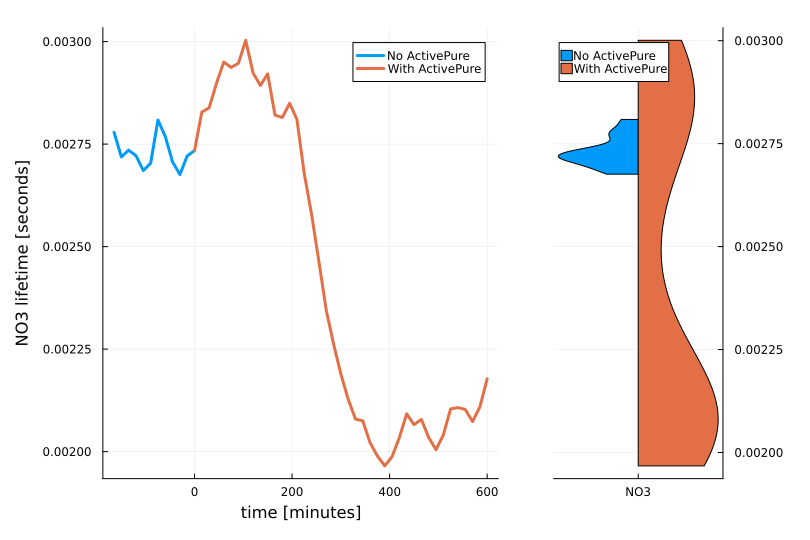 NO3 lifetime [seconds]
0.00300
0.00275
0.00250
0.00225
0.00200
0
200
400
600
time [minutes]
No ActivePure
With ActivePure
No ActivePure
With ActivePure
NO3
0.00300
0.00275
0.00250
0.00225
0.00200